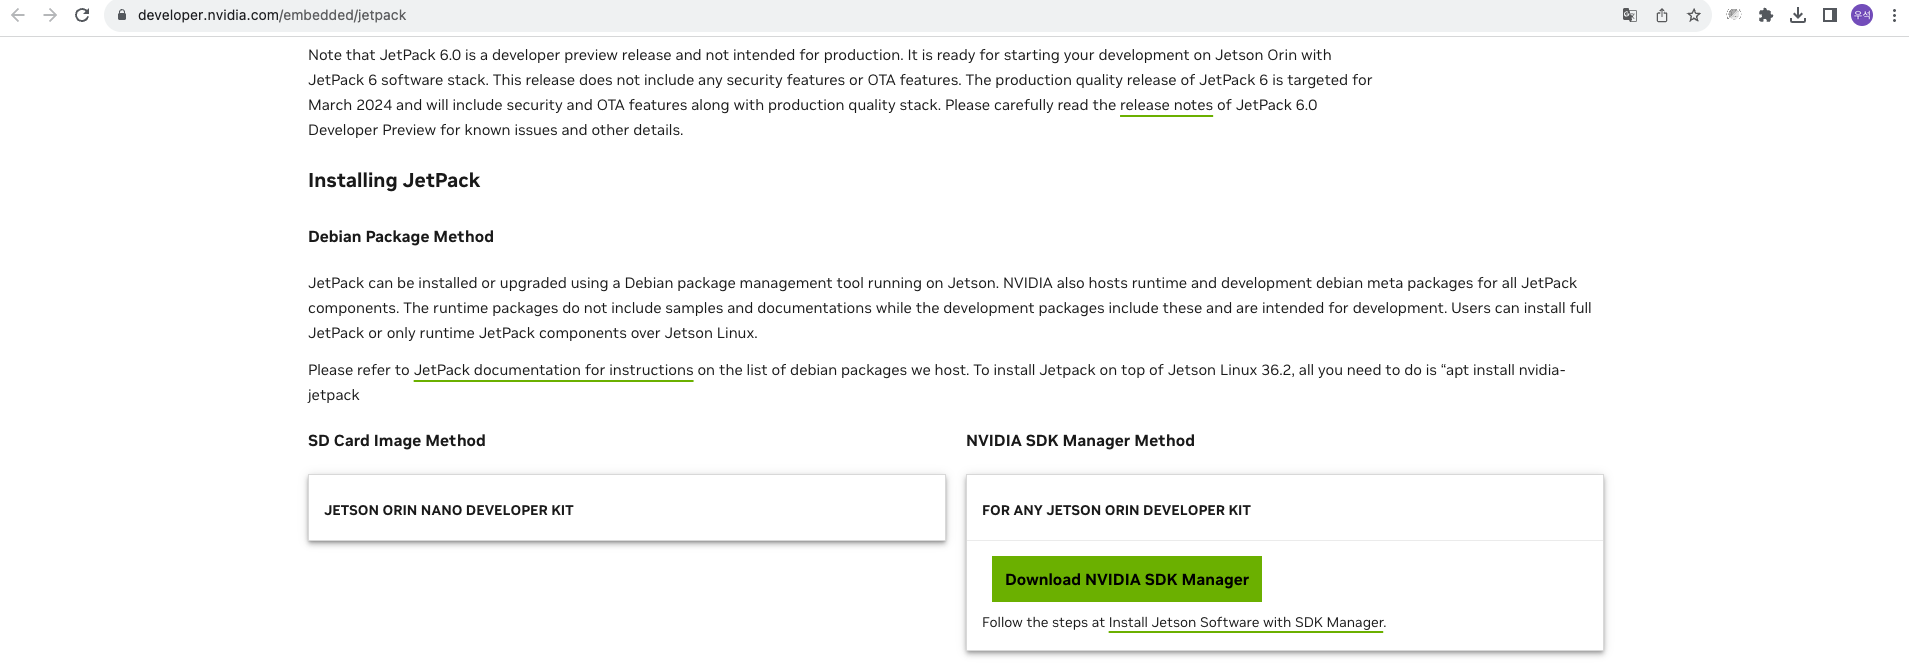 developer.nvidia.com/embedded/jetpack
우석
Note that JetPack 6.0 is a developer preview release and not intended for production. It is ready for starting your development on Jetson Orin with
JetPack 6 software stack. This release does not include any security features or OTA features. The production quality release of JetPack 6 is targeted for
March 2024 and will include security and OTA features along with production quality stack. Please carefully read the release notes of JetPack 6.0
Developer Preview for known issues and other details.
Installing JetPack
Debian Package Method
JetPack can be installed or upgraded using a Debian package management tool running on Jetson. NVIDIA also hosts runtime and development debian meta packages for all JetPack
components. The runtime packages do not include samples and documentations while the development packages include these and are intended for development. Users can install full
JetPack or only runtime JetPack components over Jetson Linux.
Please refer to JetPack documentation for instructions on the list of debian packages we host. To install Jetpack on top of Jetson Linux 36.2, all you need to do is “apt install nvidia-
jetpack
SD Card Image Method
JETSON ORIN NANO DEVELOPER KIT
NVIDIA SDK Manager Method
FOR ANY JETSON ORIN DEVELOPER KIT
Download NVIDIA SDK Manager
Follow the steps at Install Jetson Software with SDK Manager.